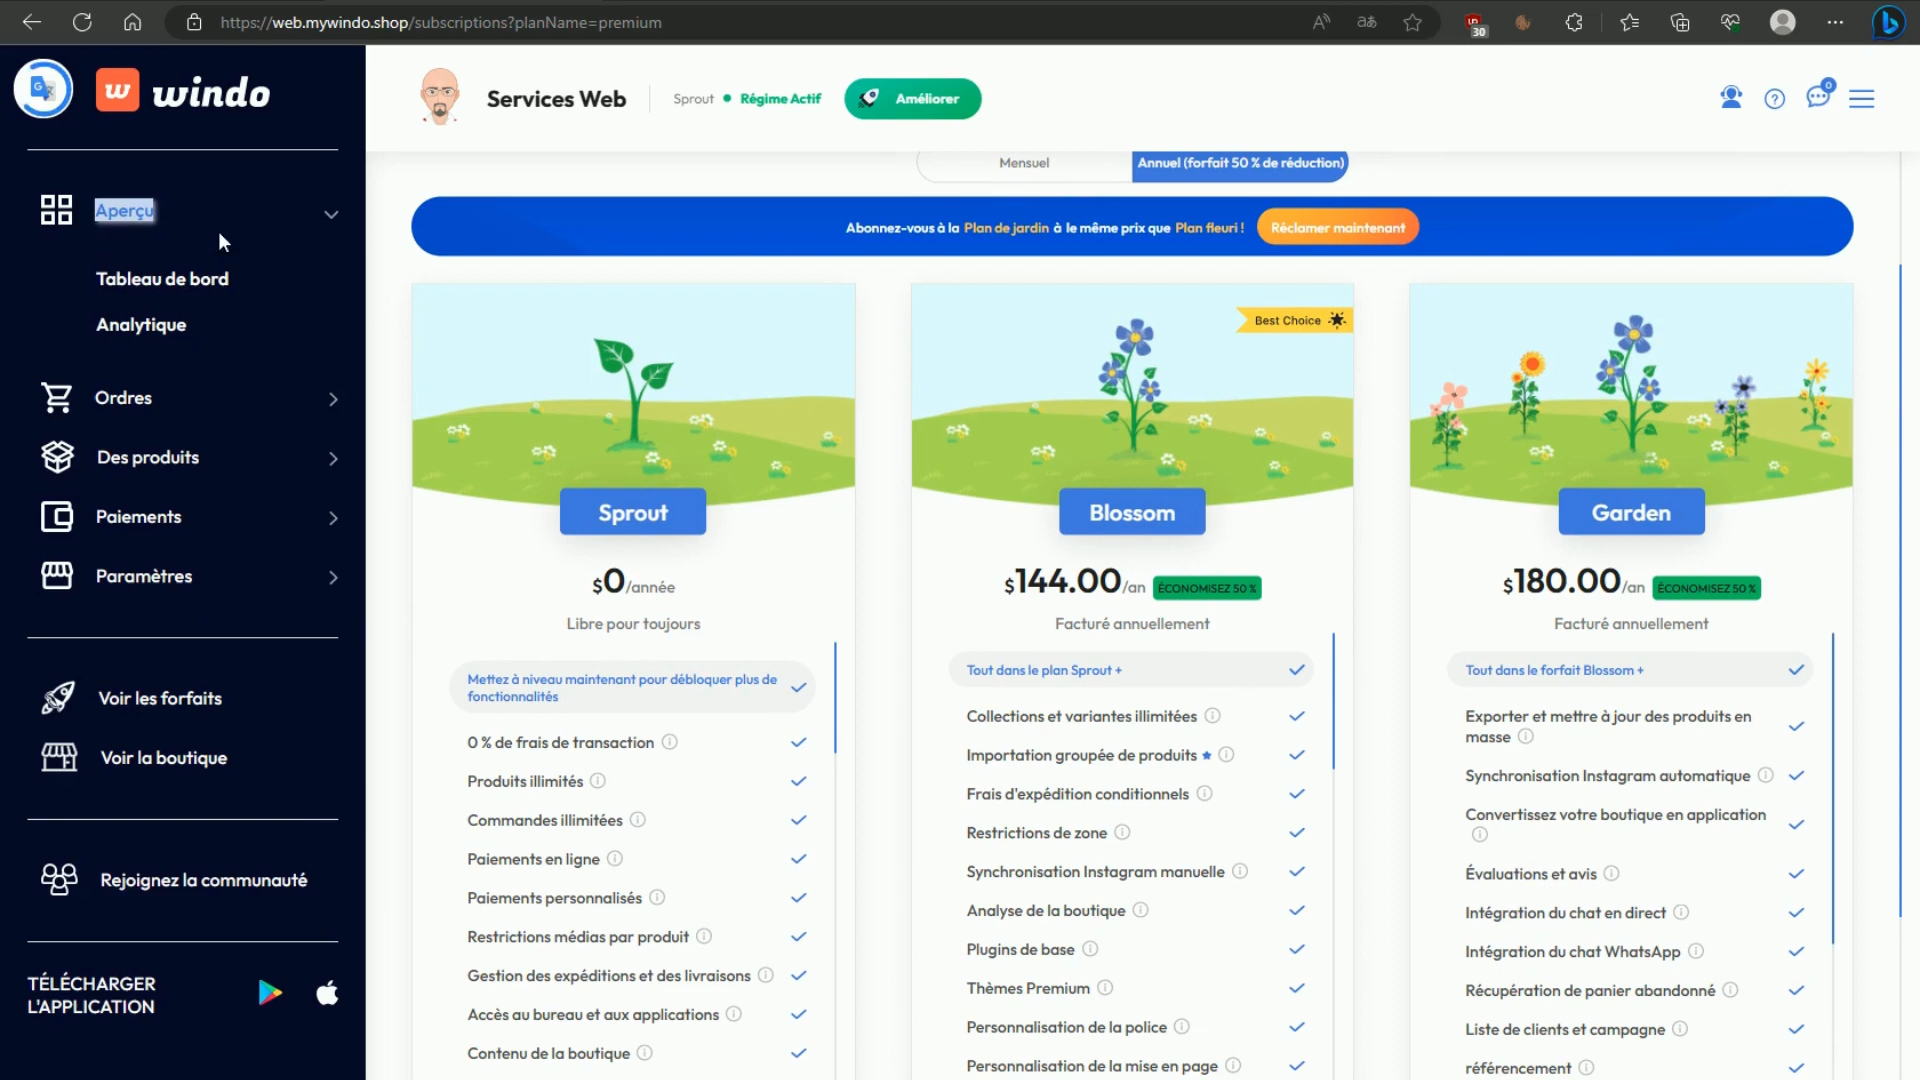 https://web.mywindo.shop/subscriptions?planName=premium
30
w windo
Services Web
Sprout • Régime Actif
Améliorer
0
Aperçu
Tableau de bord
Analytique
Ordres
Des produits
Paiements
Paramètres
Voir les forfaits
Voir la boutique
Rejoignez la communauté
TÉLÉCHARGER
L'APPLICATION
Mensuel
Annuel (forfait 50 % de réduction)
Abonnez-vous à la Plan de jardin à le même prix que Plan fleuri !
Réclamer maintenant
Sprout
$0/année
Libre pour toujours
Mettez à niveau maintenant pour débloquer plus de
fonctionnalités
0 % de frais de transaction
Produits illimités
Commandes illimitées
Paiements en ligne
Paiements personnalisés
Restrictions médias par produit
Gestion des expéditions et des livraisons
Accès au bureau et aux applications
Contenu de la boutique
Best Choice
Blossom
$144.00/an
ÉCONOMISEZ 50 %
Facturé annuellement
Tout dans le plan Sprout +
Collections et variantes illimitées
Importation groupée de produits
Frais d'expédition conditionnels
Restrictions de zone
Synchronisation Instagram manuelle
Analyse de la boutique
Plugins de base
Thèmes Premium
Personnalisation de la police
Personnalisation de la mise en page
Garden
$180.00/an
ÉCONOMISEZ 50 %
Facturé annuellement
Tout dans le forfait Blossom +
Exporter et mettre à jour des produits en
masse
Synchronisation Instagram automatique
Convertissez votre boutique en application
Évaluations et avis
Intégration du chat en direct
Intégration du chat WhatsApp
Récupération de panier abandonné
Liste de clients et campagne
référencement